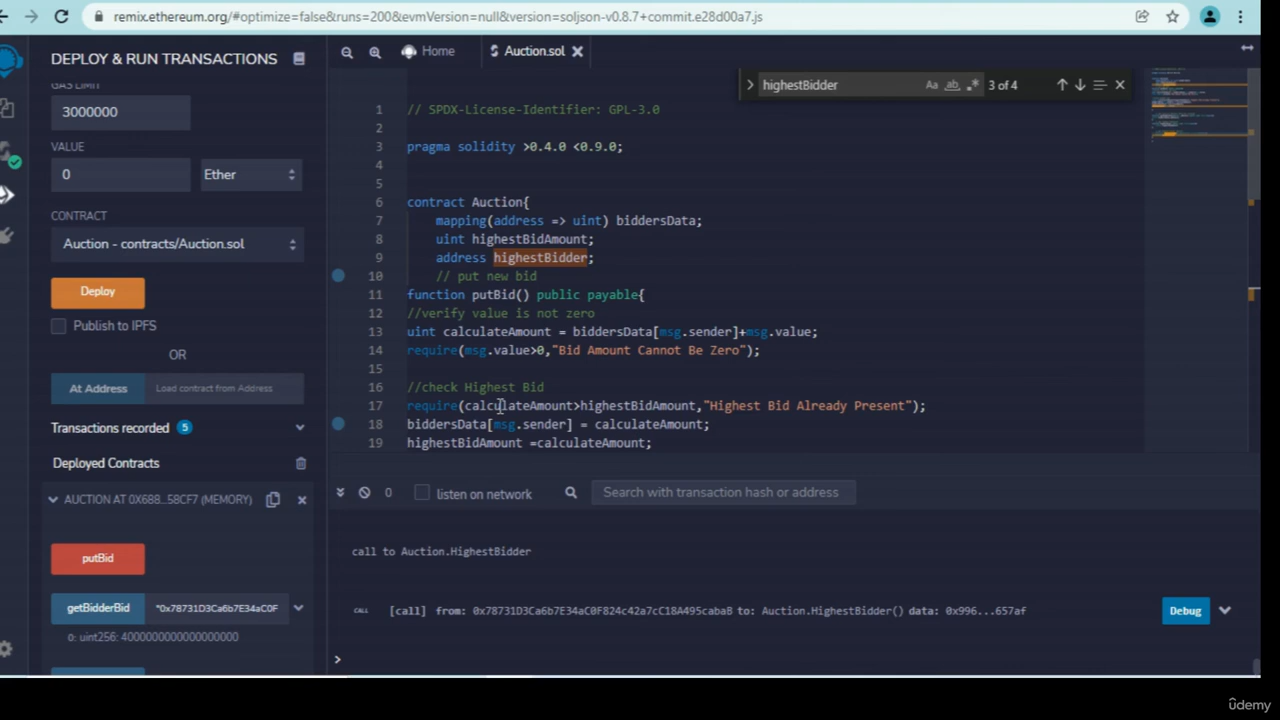 remix.ethereum.org/#optimize=false&runs=200&evmVersion=null&version=soljson-v0.8.7+commit.e28d00a7.js
DEPLOY & RUN TRANSACTIONS
GAS LIMIT
3000000
VALUE
0
Ether
CONTRACT
Auction - contracts/Auction.sol
Deploy
Publish to IPFS
OR
At Address
Load contract from Address
Transactions recorded
5
Deployed Contracts
AUCTION AT 0X688...58CF7 (MEMORY)
putBid
getBidderBid
"0x78731D3Ca6b7E34aC0F
0: uint256: 4000000000000000000
Home
Auction.sol
highestBidder
Aa
ab
3 of 4
1 // SPDX-License-Identifier: GPL-3.0
2
3 pragma solidity >0.4.0 <0.9.0;
4
5
6 contract Auction{
7 mapping(address => uint) biddersData;
8 uint highestBidAmount;
9 address highestBidder;
10 // put new bid
11 function putBid() public payable{
12 //verify value is not zero
13 uint calculateAmount = biddersData[msg.sender]+msg.value;
14 require(msg.value>0,"Bid Amount Cannot Be Zero");
15
16 //check Highest Bid
17 require(calculateAmount>highestBidAmount,"Highest Bid Already Present");
18 biddersData[msg.sender] = calculateAmount;
19 highestBidAmount =calculateAmount;
0
listen on network
Search with transaction hash or address
call to Auction.HighestBidder
CALL
[call] from: 0x78731D3Ca6b7E34aC0F824c42a7cC18A495cabaB to: Auction.HighestBidder() data: 0x996...657af
Debug
>
ûdemy